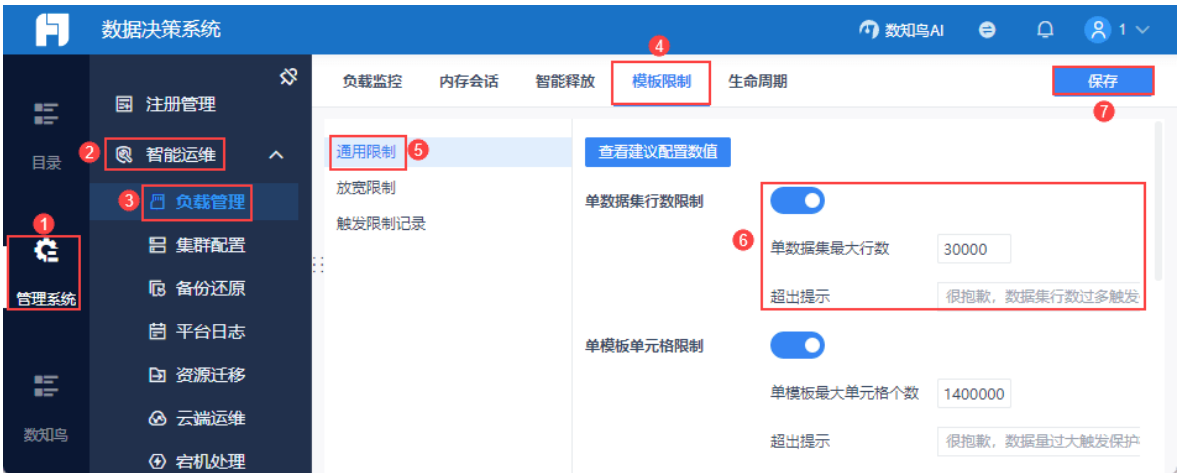 数据决策系统
数知鸟AI
1
4
负载监控
内存会话
智能释放
模板限制
生命周期
保存
7
目录
1
管理系统
数知鸟
注册管理
2
智能运维
3
负载管理
集群配置
备份还原
平台日志
资源迁移
云端运维
宕机处理
通用限制
5
放宽限制
触发限制记录
查看建议配置数值
单数据集行数限制
6
单数据集最大行数
30000
超出提示
很抱歉，数据集行数过多触发
单模板单元格限制
单模板最大单元格个数
1400000
超出提示
很抱歉，数据量过大触发保护